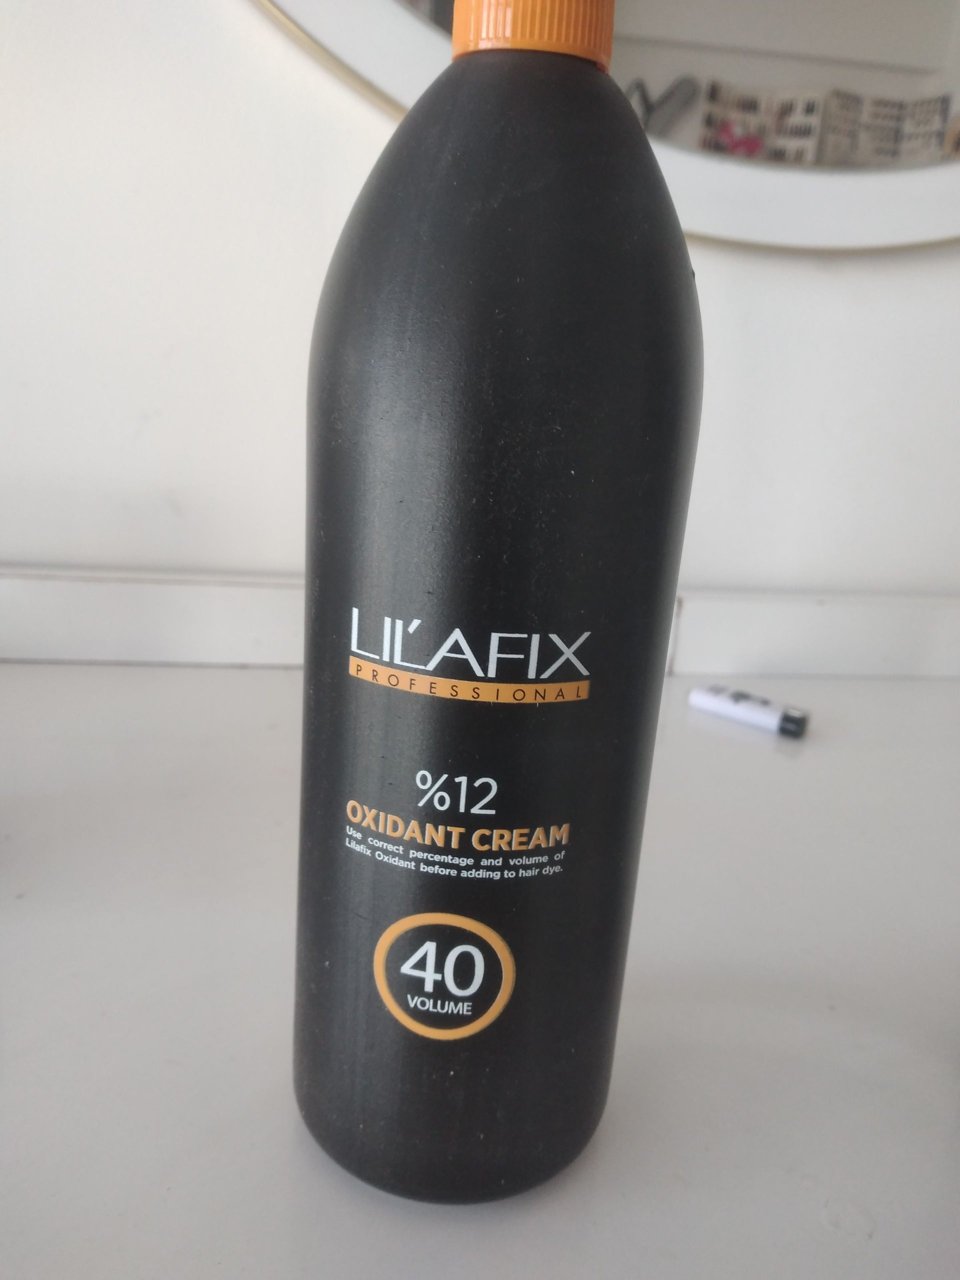 LIL'AFIX
PROFESSIONAL
%12
OXIDANT CREAM
Use correct percentage and volume of
Lilafix Oxidant before adding to hair dye.
40
VOLUME